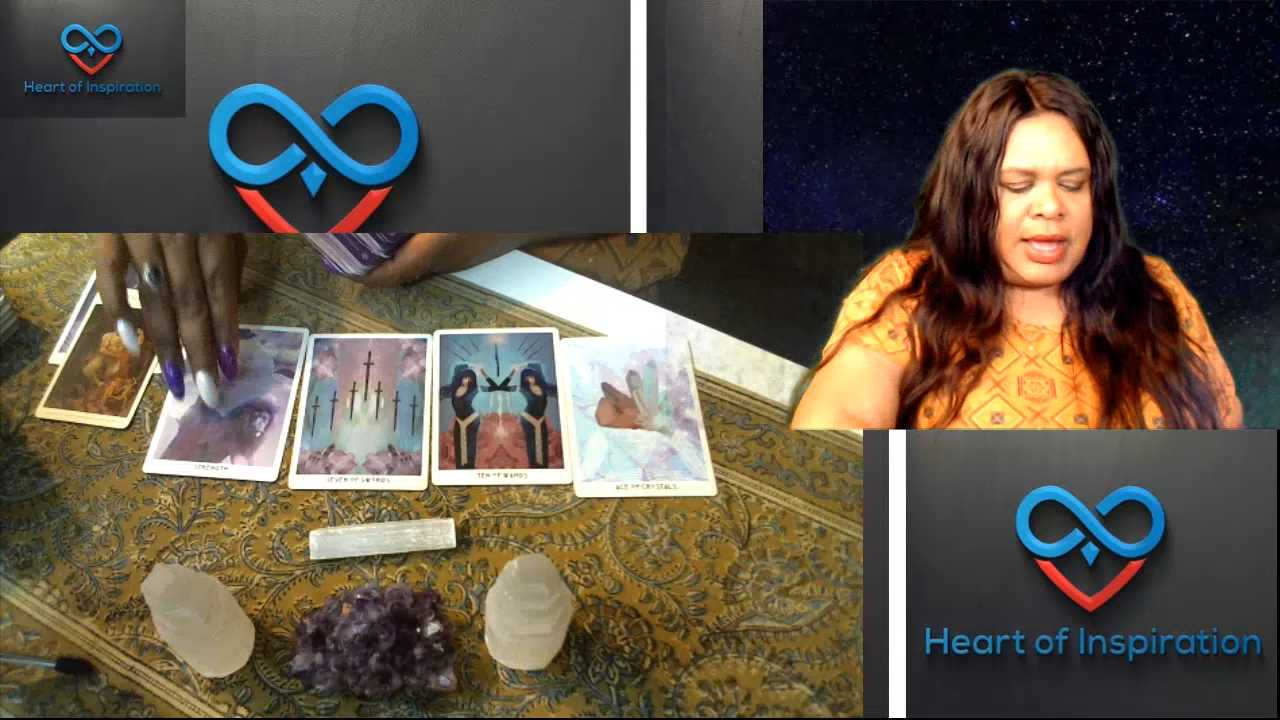 Heart of Inspiration
STRENGTH
SEVEN OF SWORDS
TEN OF WANDS
ACE OF CRYSTALS
Heart of Inspiration